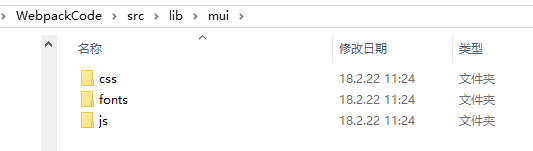 WebpackCode > src > lib > mui >
名称 修改日期 类型
css 18.2.22 11:24 文件夹
fonts 18.2.22 11:24 文件夹
js 18.2.22 11:24 文件夹